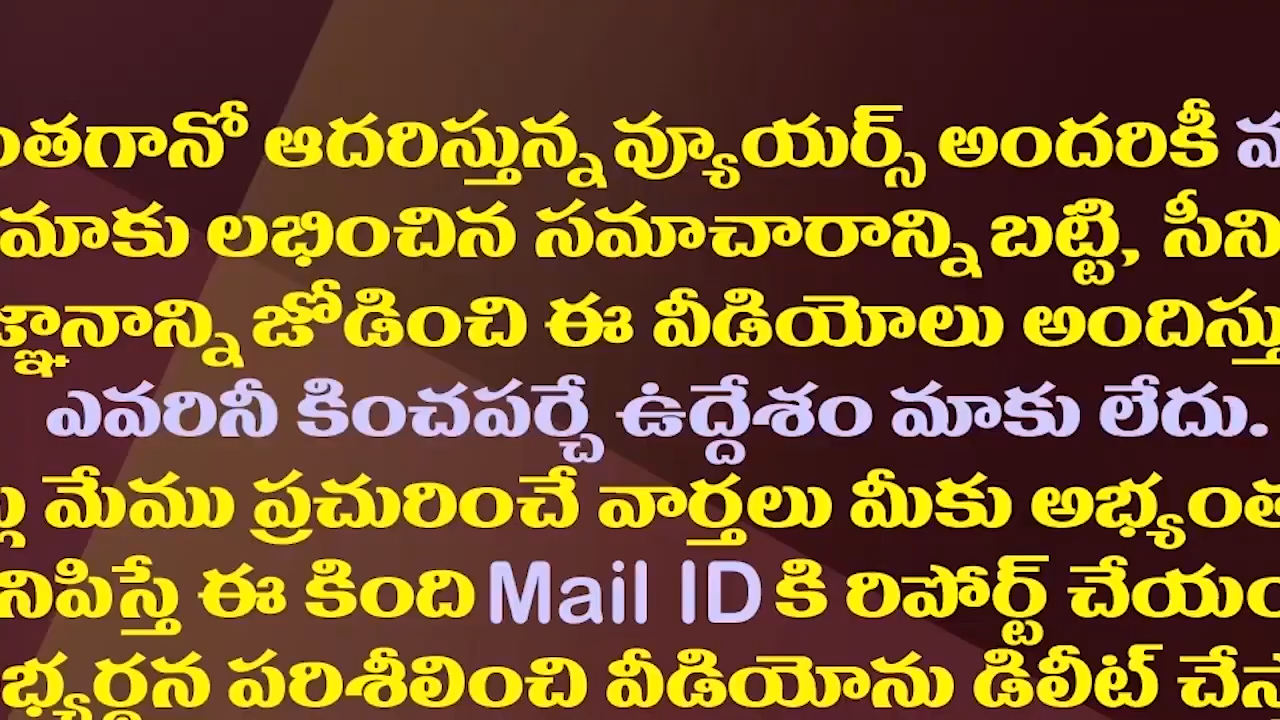 ంతగానో ఆదరిస్తున్న వ్యూయర్స్ అందరికీ
మాకు లభించిన సమాచారాన్ని బట్టి, సిని
జ్ఞానాన్ని జోడించి ఈ వీడియోలు అందిస్తు
ఎవరినీ కించపర్చే ఉద్దేశం మాకు లేదు.
మేము ప్రచురించే వార్తలు మీకు అభ్యంత
నిపిస్తే ఈ కింది Mail ID కి రిపోర్ట్ చేయం
భ్యర్థన పరిశీలించి వీడియోను డిలీట్ చేస